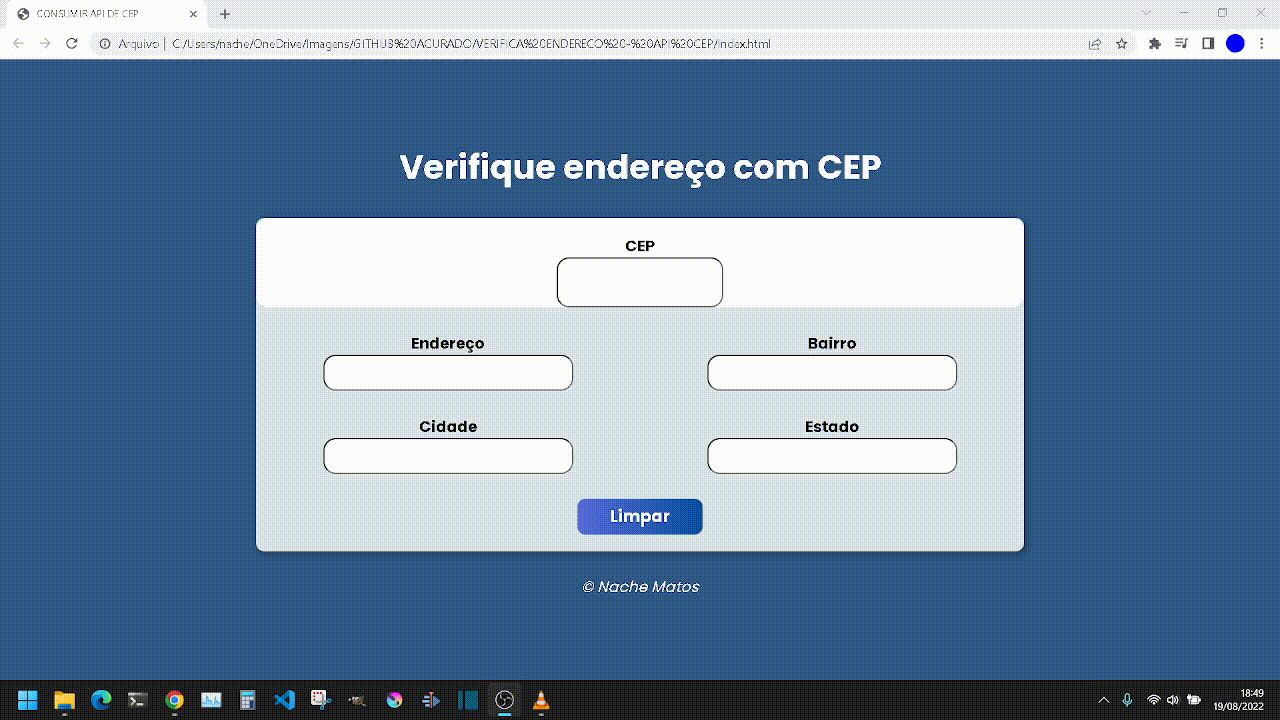 CONSUMIR API DE CEP
Arquivo | C:/Users/nache/OneDrive/Imagens/GITHUB%20ACURADO/VERIFICA%20ENDERECO%20-%20API%20CEP/index.html
Verifique endereço com CEP
CEP
Endereço
Bairro
Cidade
Estado
Limpar
© Nache Matos
18:49
19/08/2022